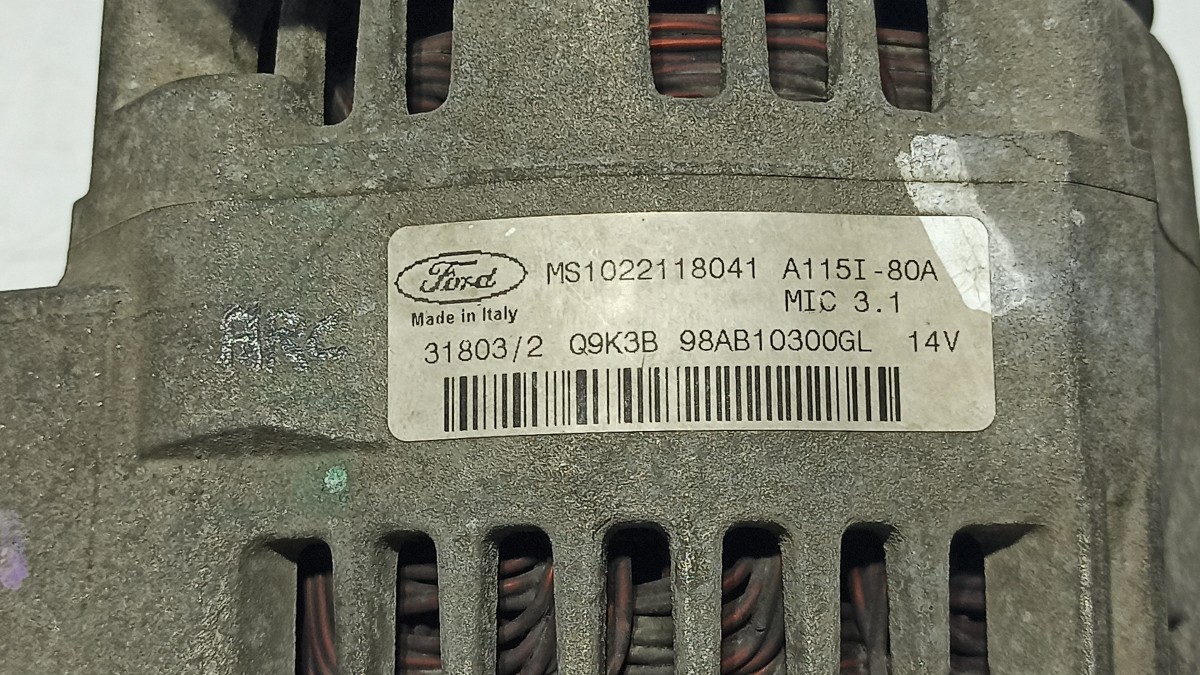 Ford MS1022118041 A115I-80A
Made in Italy MIC 3.1
31803/2 Q9K3B 98AB10300GL 14V
ARC